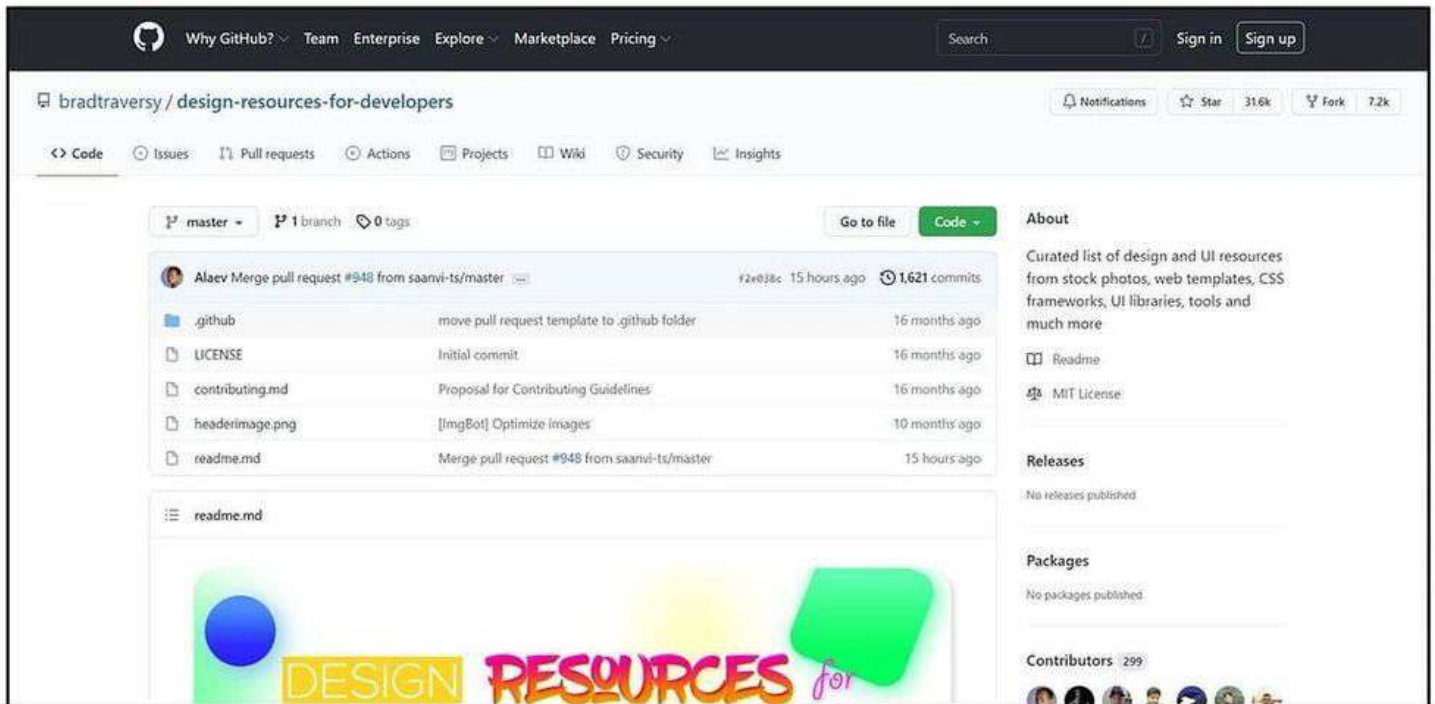 Why GitHub? Team Enterprise Explore Marketplace Pricing Search / Sign in Sign up
bradtraversy / design-resources-for-developers Notifications Star 31.6k Fork 7.2k
<> Code Issues Pull requests Actions Projects Wiki Security Insights
master 1 branch 0 tags Go to file Code
Alaev Merge pull request #948 from saanvi-ts/master ... f2e038c 15 hours ago 1,621 commits
.github move pull request template to .github folder 16 months ago
LICENSE Initial commit 16 months ago
contributing.md Proposal for Contributing Guidelines 16 months ago
headerimage.png [ImgBot] Optimize images 10 months ago
readme.md Merge pull request #948 from saanvi-ts/master 15 hours ago
readme.md
DESIGN RESOURCES for
About
Curated list of design and UI resources
from stock photos, web templates, CSS
frameworks, UI libraries, tools and
much more
Readme
MIT License
Releases
No releases published
Packages
No packages published
Contributors 299